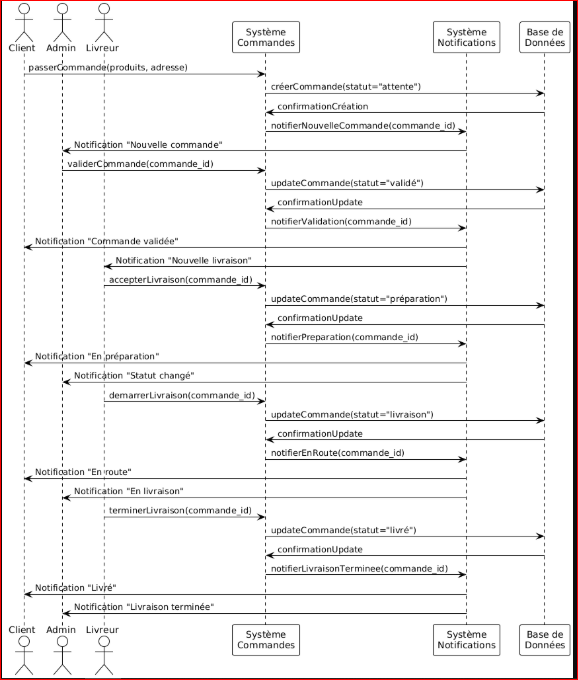 Client Admin Livreur
Système Commandes
Système Notifications
Base de Données
passerCommande(produits, adresse)
créerCommande(statut="attente")
confirmationCréation
notifierNouvelleCommande(commande_id)
Notification "Nouvelle commande"
validerCommande(commande_id)
updateCommande(statut="validé")
confirmationUpdate
notifierValidation(commande_id)
Notification "Commande validée"
Notification "Nouvelle livraison"
accepterLivraison(commande_id)
updateCommande(statut="préparation")
confirmationUpdate
notifierPreparation(commande_id)
Notification "En préparation"
Notification "Statut changé"
demarrerLivraison(commande_id)
updateCommande(statut="livraison")
confirmationUpdate
notifierEnRoute(commande_id)
Notification "En route"
Notification "En livraison"
terminerLivraison(commande_id)
updateCommande(statut="livré")
confirmationUpdate
notifierLivraisonTerminee(commande_id)
Notification "Livré"
Notification "Livraison terminée"
Client Admin Livreur
Système Commandes
Système Notifications
Base de Données